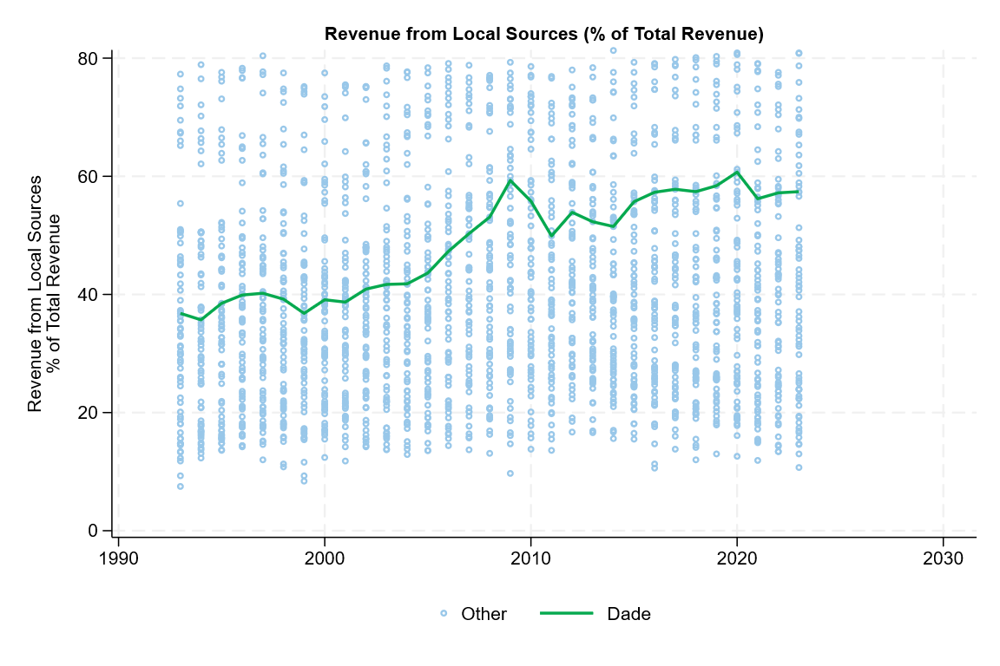 Revenue from Local Sources (% of Total Revenue)
Revenue from Local Sources
% of Total Revenue
80
60
40
20
0
1990 2000 2010 2020 2030
Other Dade